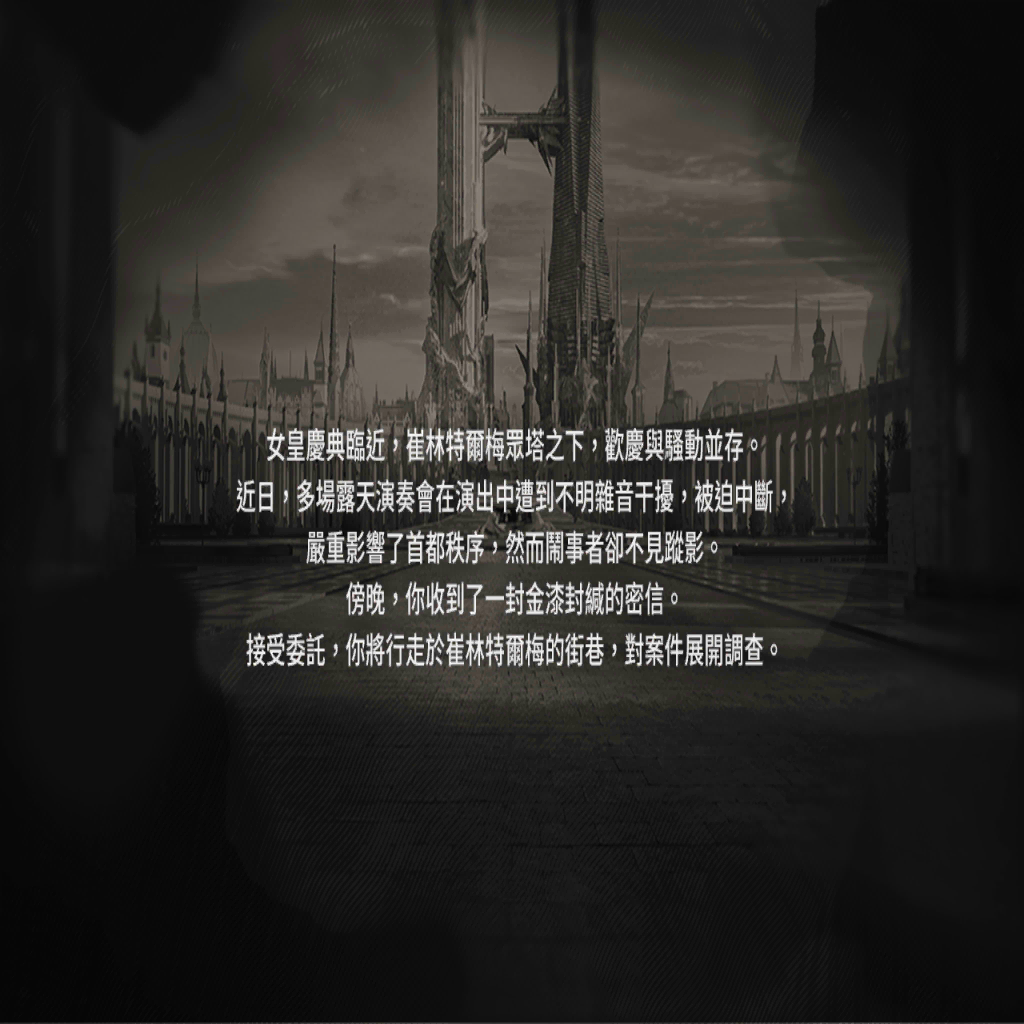 女皇慶典臨近，崔林特爾梅眾塔之下，歡慶與騷動並存。
近日，多場露天演奏會在演出中遭到不明雜音干擾，被迫中斷，
嚴重影響了首都秩序，然而鬧事者卻不見蹤影。
傍晚，你收到了一封金漆封緘的密信。
接受委託，你將行走於崔林特爾梅的街巷，對案件展開調查。